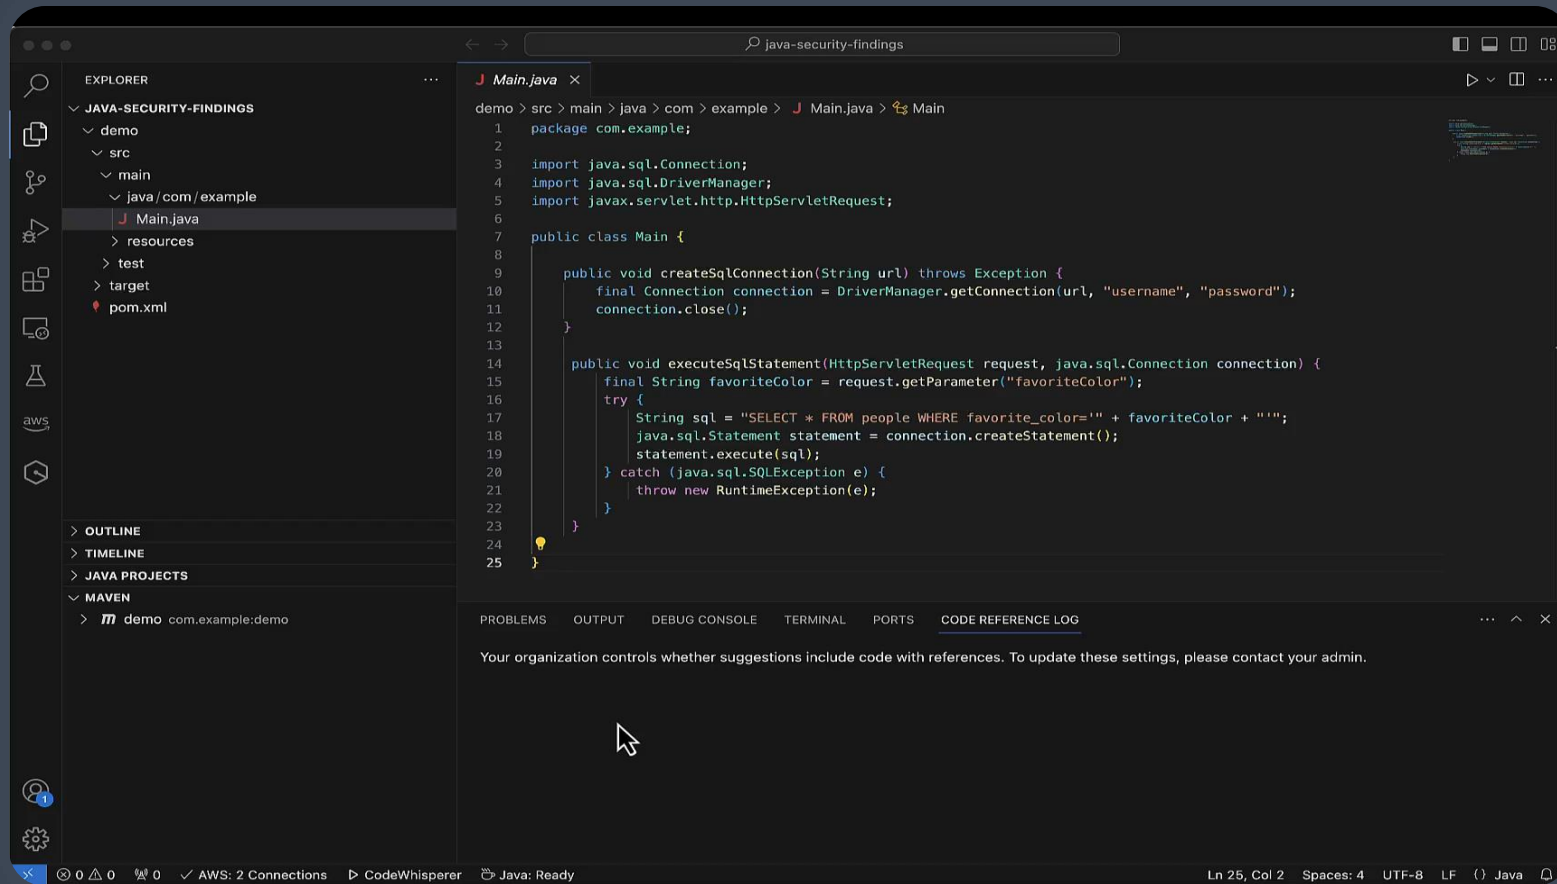 java-security-findings
EXPLORER
JAVA-SECURITY-FINDINGS
demo
src
main
java/com/example
J Main.java
resources
test
target
pom.xml
aws
OUTLINE
TIMELINE
JAVA PROJECTS
MAVEN
m demo com.example:demo
1
J Main.java
demo > src > main > java > com > example > J Main.java > Main
1 package com.example;
2
3 import java.sql.Connection;
4 import java.sql.DriverManager;
5 import javax.servlet.http.HttpServletRequest;
6
7 public class Main {
8
9 public void createSqlConnection(String url) throws Exception {
10 final Connection connection = DriverManager.getConnection(url, "username", "password");
11 connection.close();
12 }
13
14 public void executeSqlStatement(HttpServletRequest request, java.sql.Connection connection) {
15 final String favoriteColor = request.getParameter("favoriteColor");
16 try {
17 String sql = "SELECT * FROM people WHERE favorite_color='" + favoriteColor + "'";
18 java.sql.Statement statement = connection.createStatement();
19 statement.execute(sql);
20 } catch (java.sql.SQLException e) {
21 throw new RuntimeException(e);
22 }
23 }
24
25 }
PROBLEMS OUTPUT DEBUG CONSOLE TERMINAL PORTS CODE REFERENCE LOG
Your organization controls whether suggestions include code with references. To update these settings, please contact your admin.
0 0 0 AWS: 2 Connections CodeWhisperer Java: Ready Ln 25, Col 2 Spaces: 4 UTF-8 LF {} Java